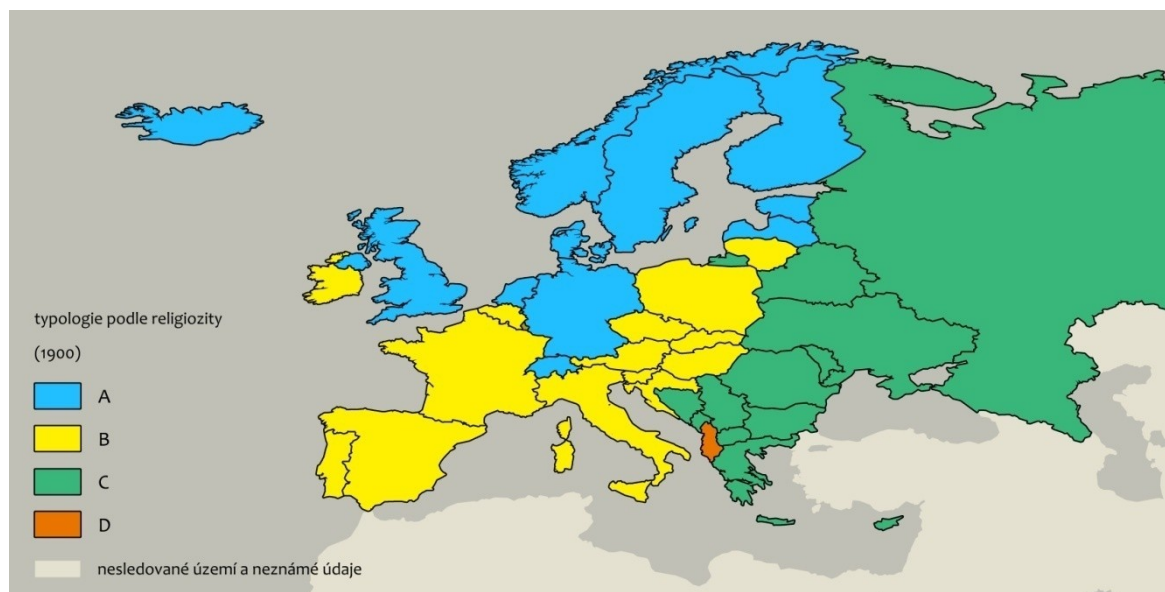 typologie podle religiozity
(1900)
A
B
C
D
nesledované území a neznámé údaje